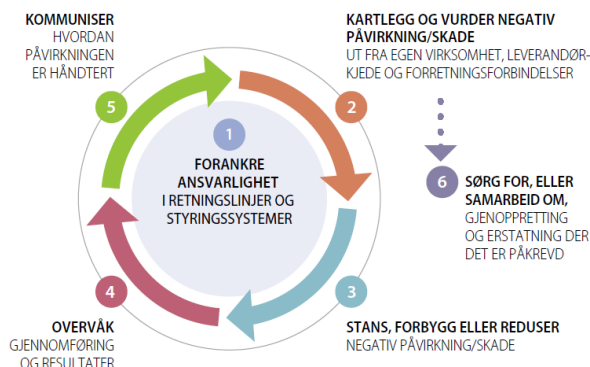 1
FORANKRE
ANSVARLIGHET
I RETNINGSLINJER OG
STYRINGSSYSTEMER
2
KARTLEGG OG VURDER NEGATIV
PÅVIRKNING/SKADE
UT FRA EGEN VIRKSOMHET, LEVERANDØR-
KJEDE OG FORRETNINGSFORBINDELSER
3
STANS, FORBYGG ELLER REDUSER
NEGATIV PÅVIRKNING/SKADE
4
OVERVÅK
GJENNOMFØRING
OG RESULTATER
5
KOMMUNISER
HVORDAN
PÅVIRKNINGEN
ER HÅNDTERT
6
SØRG FOR, ELLER
SAMARBEID OM,
GJENOPPRETTING
OG ERSTATNING DER
DET ER PÅKREVD